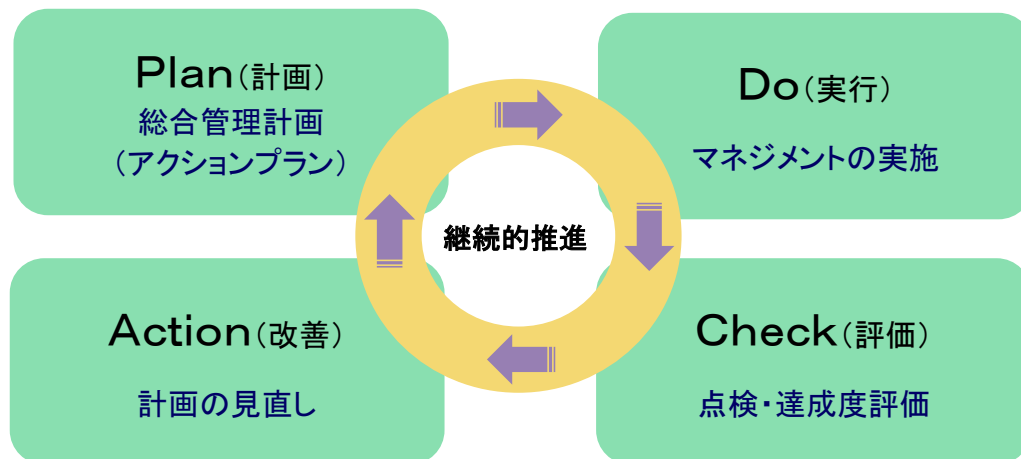 Plan(計画)
総合管理計画
(アクションプラン)
Do(実行)
マネジメントの実施
継続的推進
Action(改善)
計画の見直し
Check(評価)
点検・達成度評価